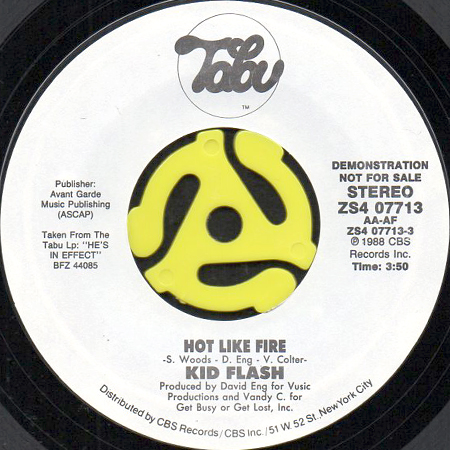 Tabu
TM
Publisher:
Avant Garde
Music Publishing
(ASCAP)
Taken From The
Tabu Lp: "HE'S
IN EFFECT"
BFZ 44085
DEMONSTRATION
NOT FOR SALE
STEREO
ZS4 07713
AA-AF
ZS4 07713-3
Ⓟ 1988 CBS
Records Inc.
Time: 3:50
HOT LIKE FIRE
-S. Woods - D. Eng - V. Colter-
KID FLASH
Produced by David Eng for Vusic
Productions and Vandy C. for
Get Busy or Get Lost, Inc.
Distributed by CBS Records/CBS Inc./51 W. 52 St., New York City